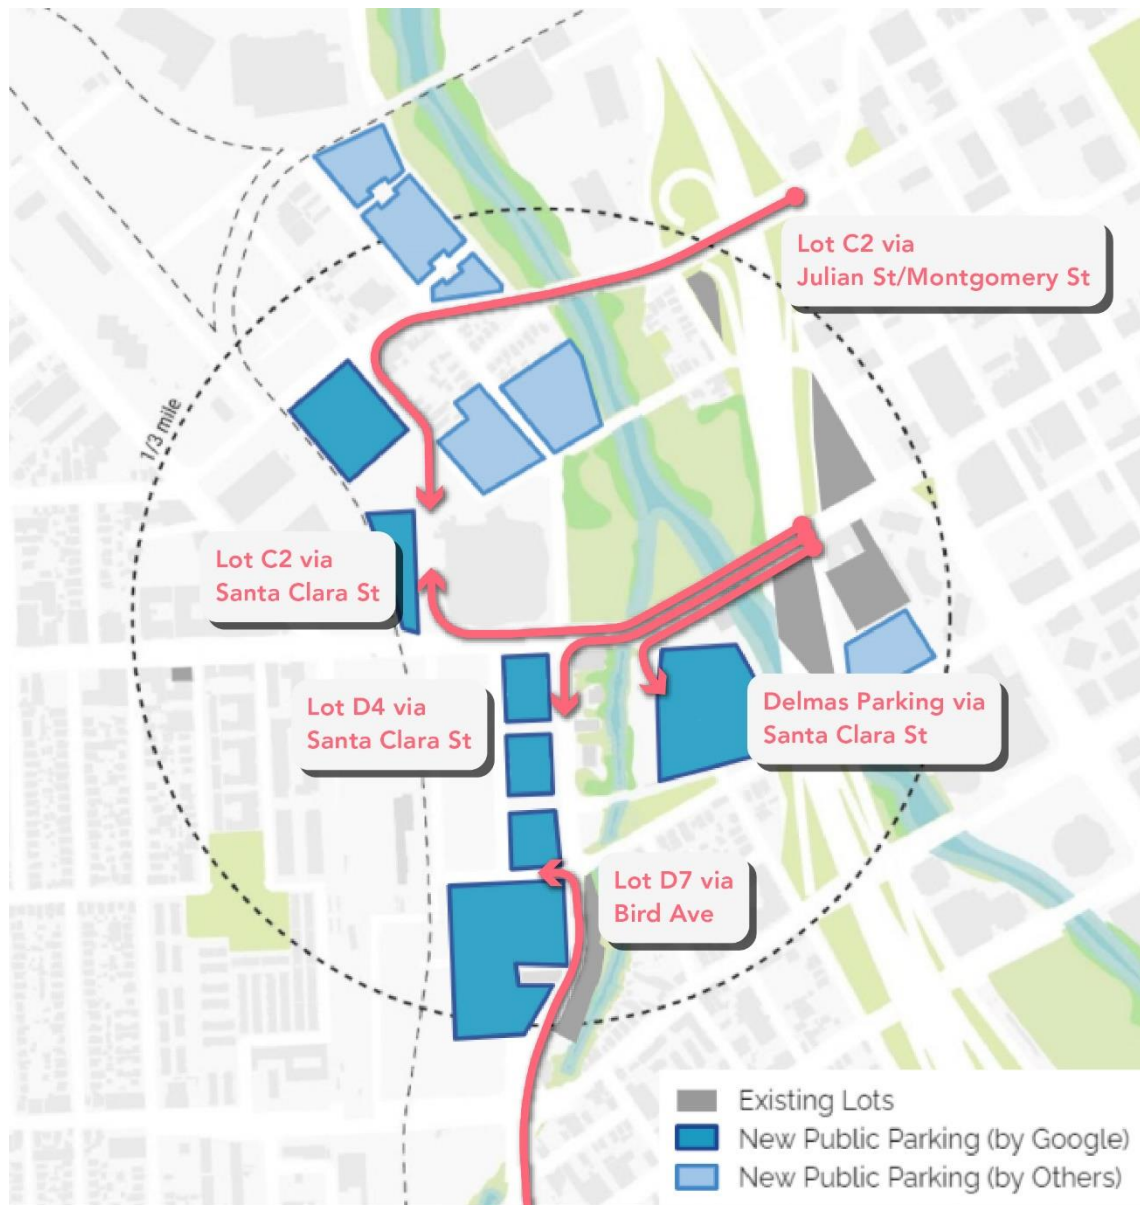 Lot C2 via
Julian St/Montgomery St
1/3 mile
Lot C2 via
Santa Clara St
Lot D4 via
Santa Clara St
Delmas Parking via
Santa Clara St
Lot D7 via
Bird Ave
Existing Lots
New Public Parking (by Google)
New Public Parking (by Others)